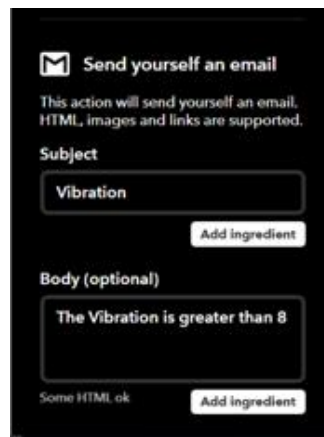 Send yourself an email
This action will send yourself an email.
HTML, images and links are supported.
Subject
Vibration
Add ingredient
Body (optional)
The Vibration is greater than 8
Some HTML ok
Add ingredient